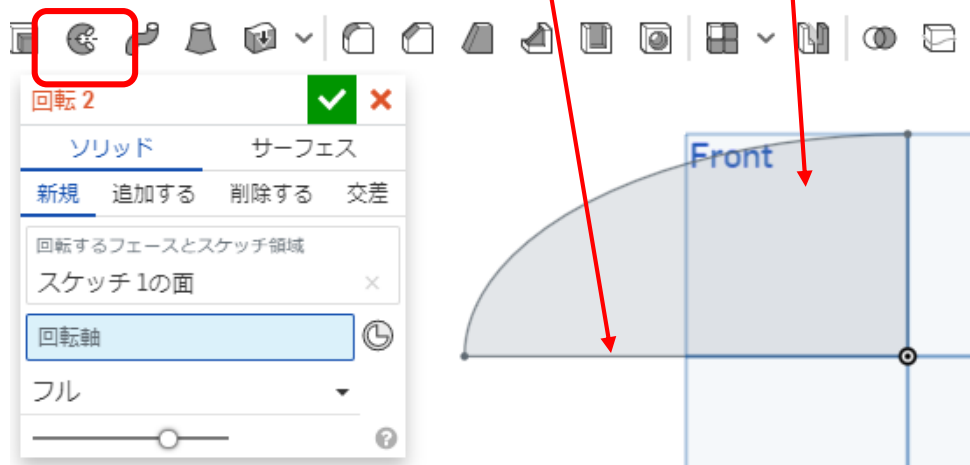 回転 2
ソリッド サーフェス
新規 追加する 削除する 交差
回転するフェースとスケッチ領域
スケッチ 1の面
回転軸
フル
Front